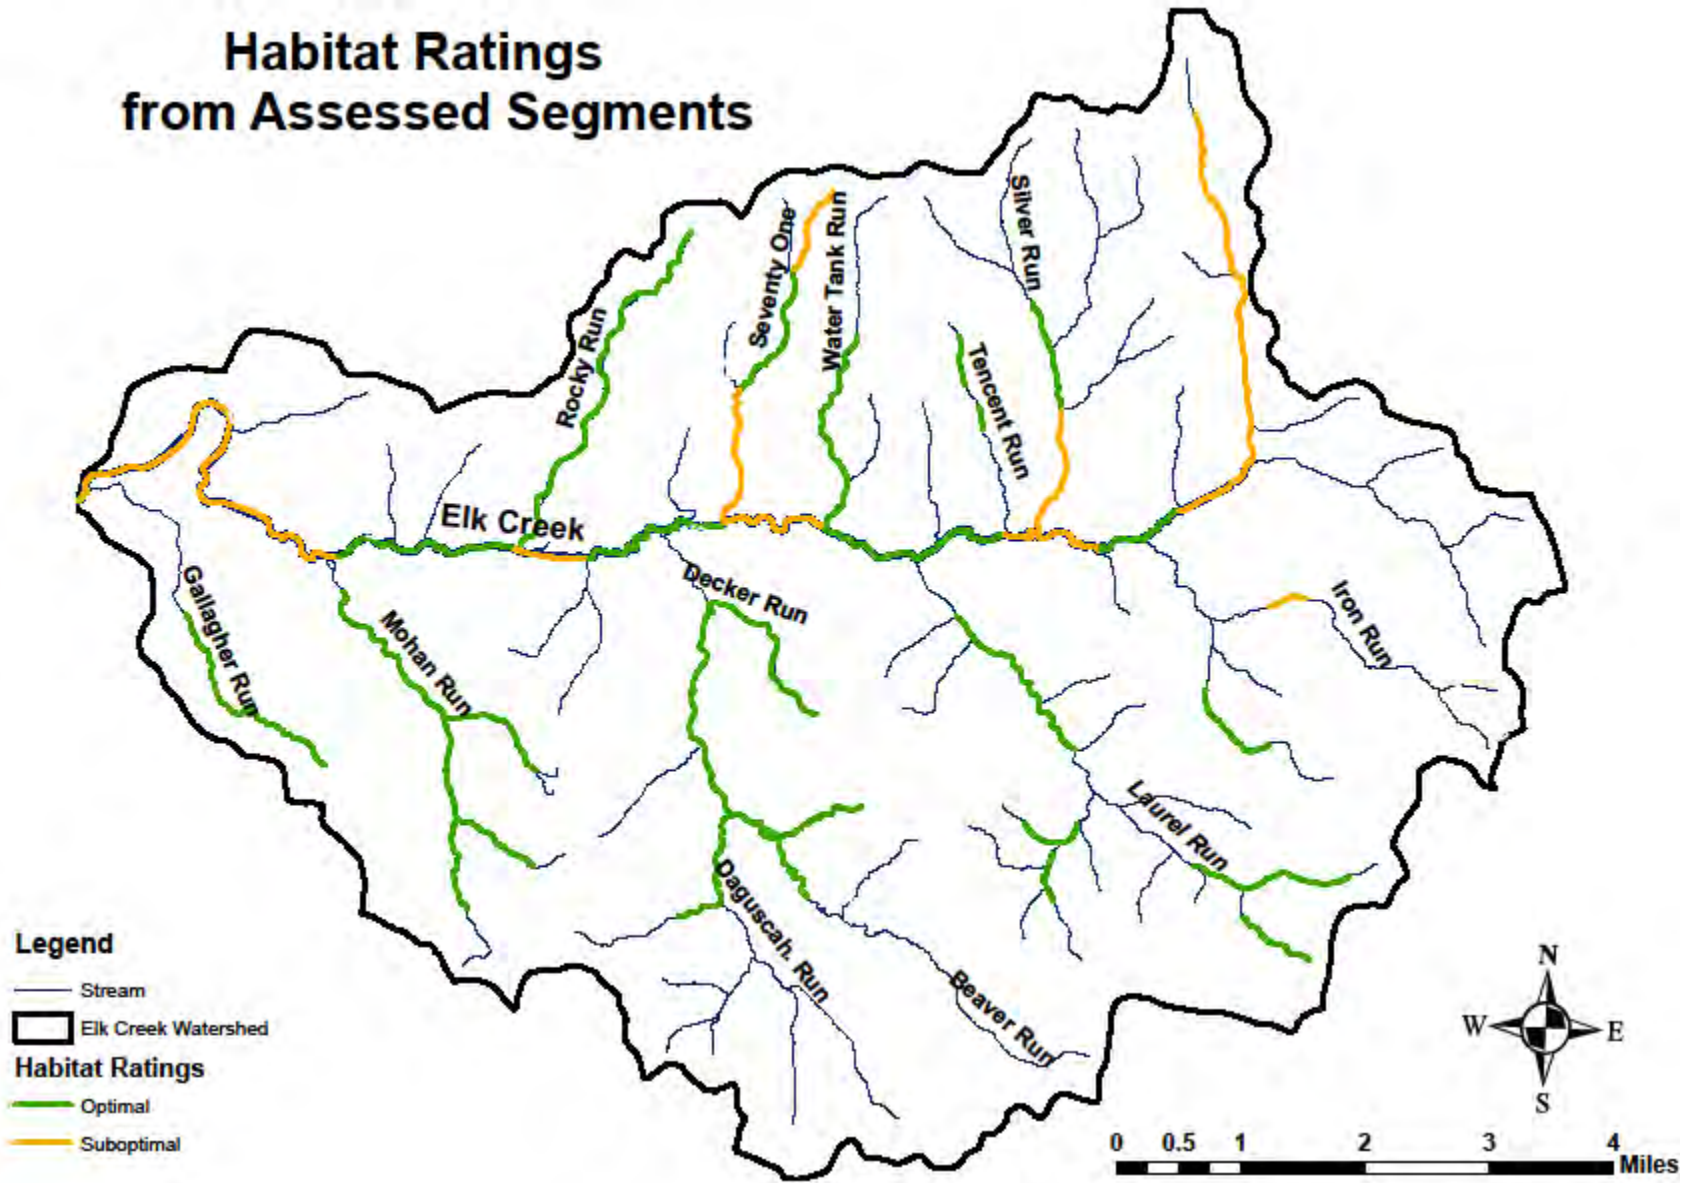 Habitat Ratings
from Assessed Segments
Silver Run
Seventy One
Water Tank Run
Rocky Run
Tencent Run
Elk Creek
Decker Run
Gallagher Run
Mohan Run
Iron Run
Laurel Run
Daguscah. Run
Beaver Run
Legend
Stream
Elk Creek Watershed
Habitat Ratings
Optimal
Suboptimal
N
W E
S
0 0.5 1 2 3 4
Miles